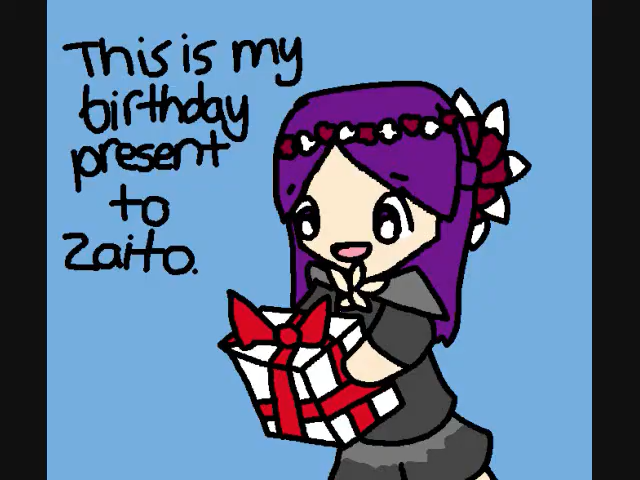 This is my
birthday
present
to
Zaito.